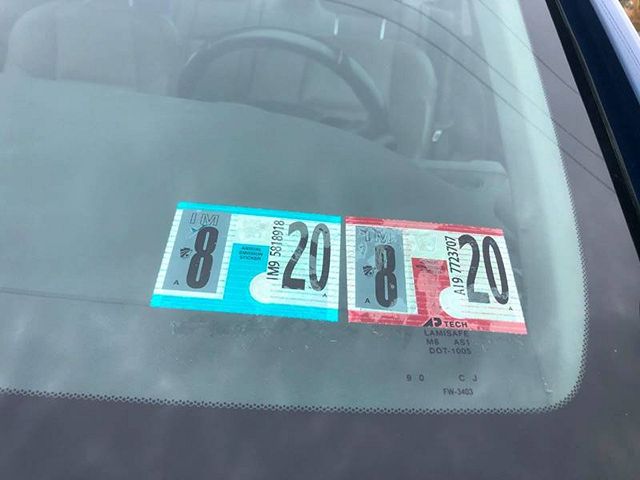 IM
8
A
ANNUAL
EMISSION
STICKER
IM9 5818918
20
A
IM
8
A
AI9 7723707
20
A
AP TECH
LAMISAFE
M6 AS1
DOT-1005
90 CJ
FW-3403